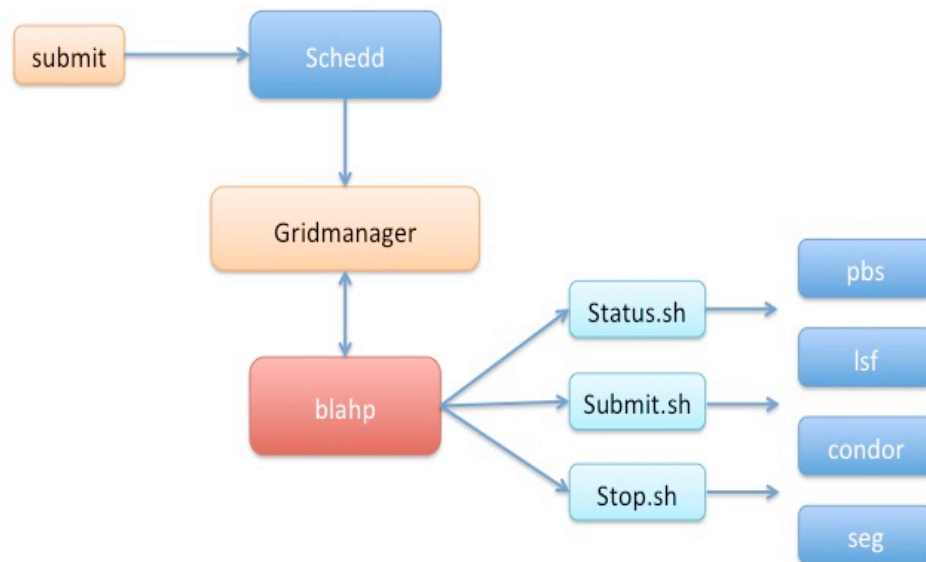 submit
Schedd
Gridmanager
blahp
Status.sh
Submit.sh
Stop.sh
pbs
lsf
condor
seg